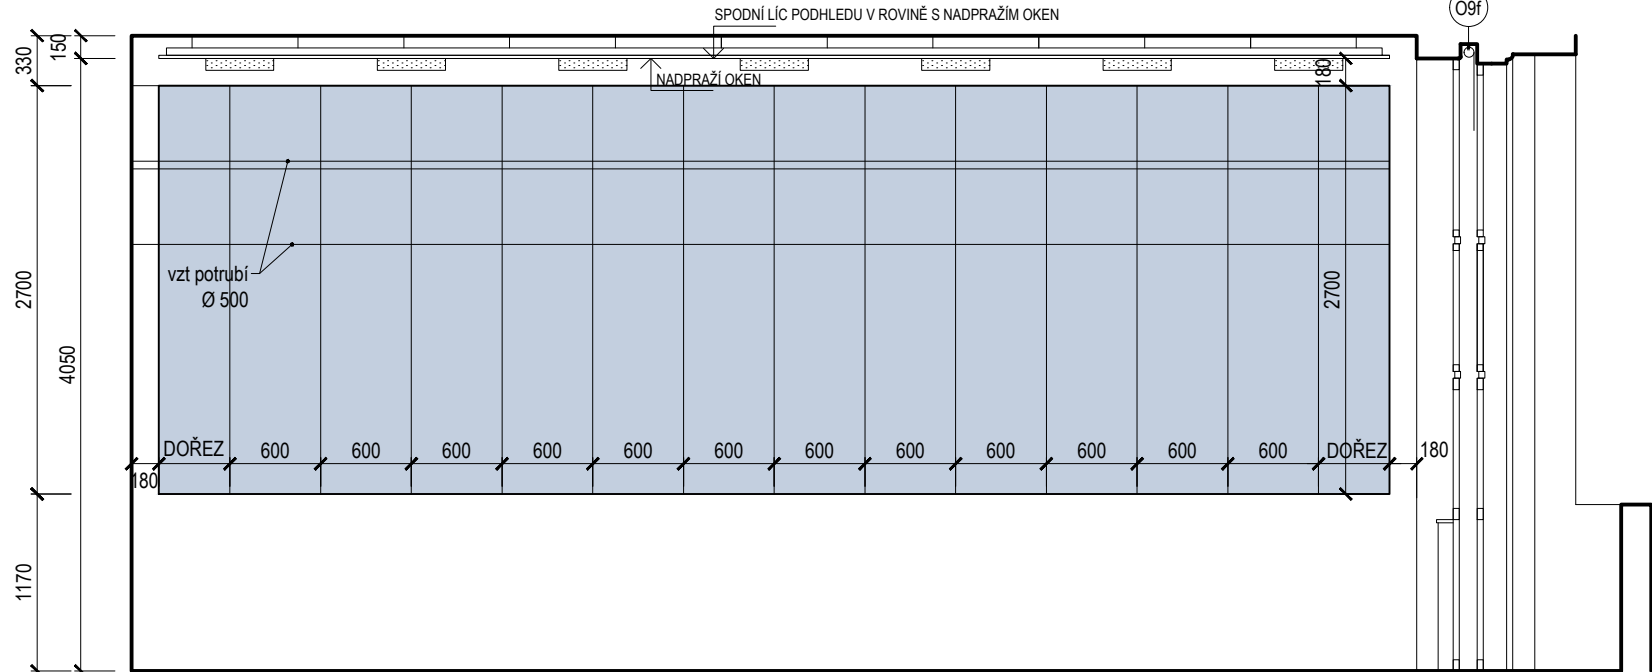 SPODNÍ LÍC PODHLEDU V ROVINĚ S NADPRAŽÍM OKEN
O9f
330
150
180
NADPRAŽÍ OKEN
vzt potrubí
Ø 500
2700
2700
4050
DOŘEZ 600 600 600 600 600 600 600 600 600 600 600 600 DOŘEZ 180
180
1170